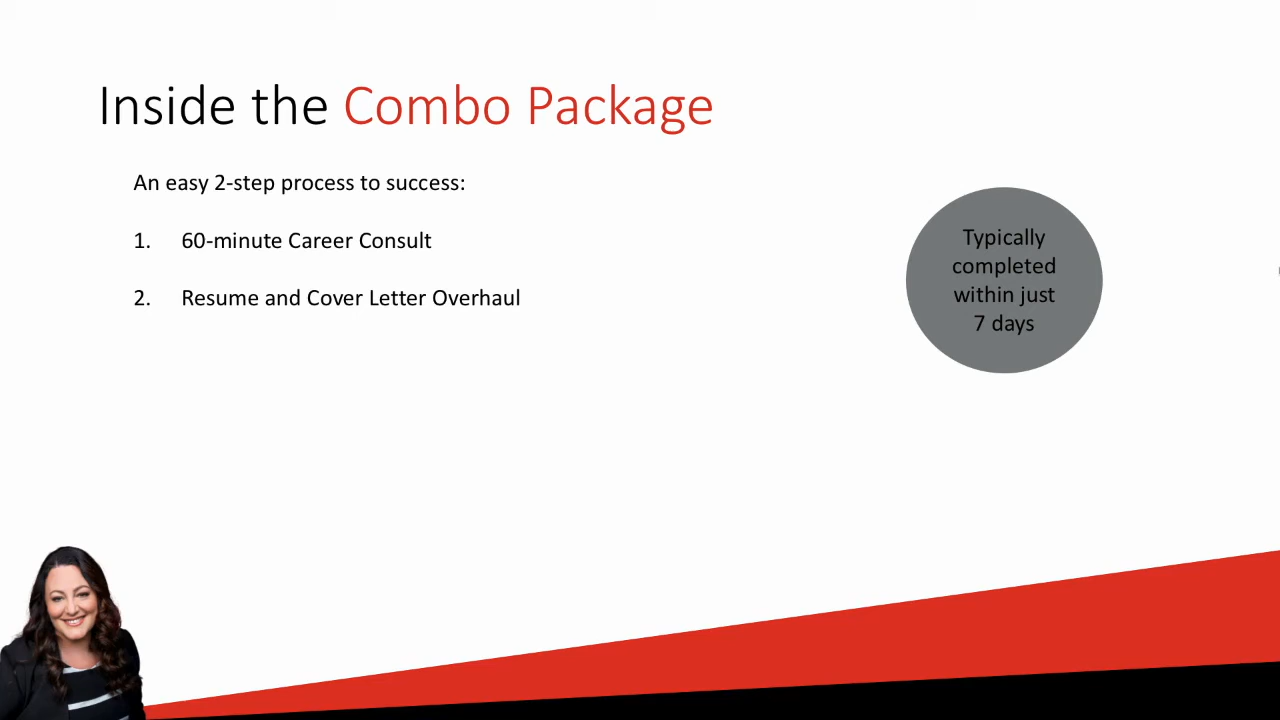 Inside the Combo Package
An easy 2-step process to success:
1. 60-minute Career Consult
2. Resume and Cover Letter Overhaul
Typically
completed
within just
7 days